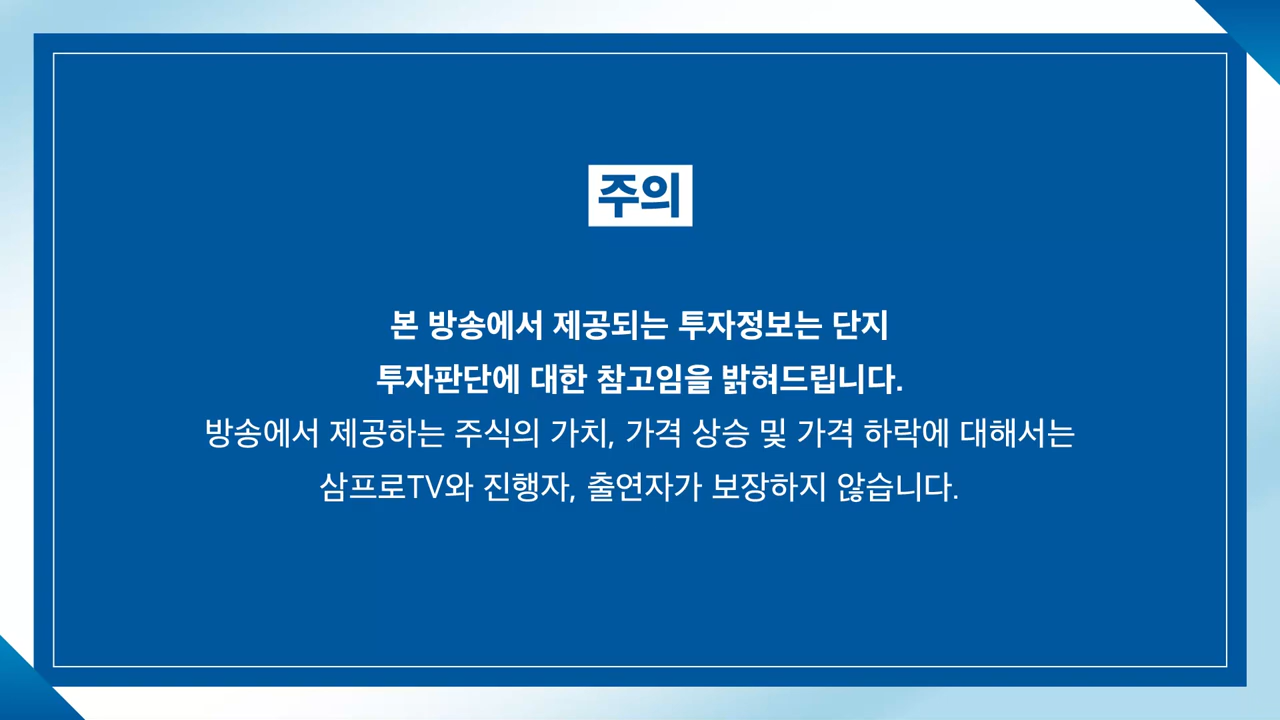 주의
본 방송에서 제공되는 투자정보는 단지
투자판단에 대한 참고임을 밝혀드립니다.
방송에서 제공하는 주식의 가치, 가격 상승 및 가격 하락에 대해서는
삼프로TV와 진행자, 출연자가 보장하지 않습니다.